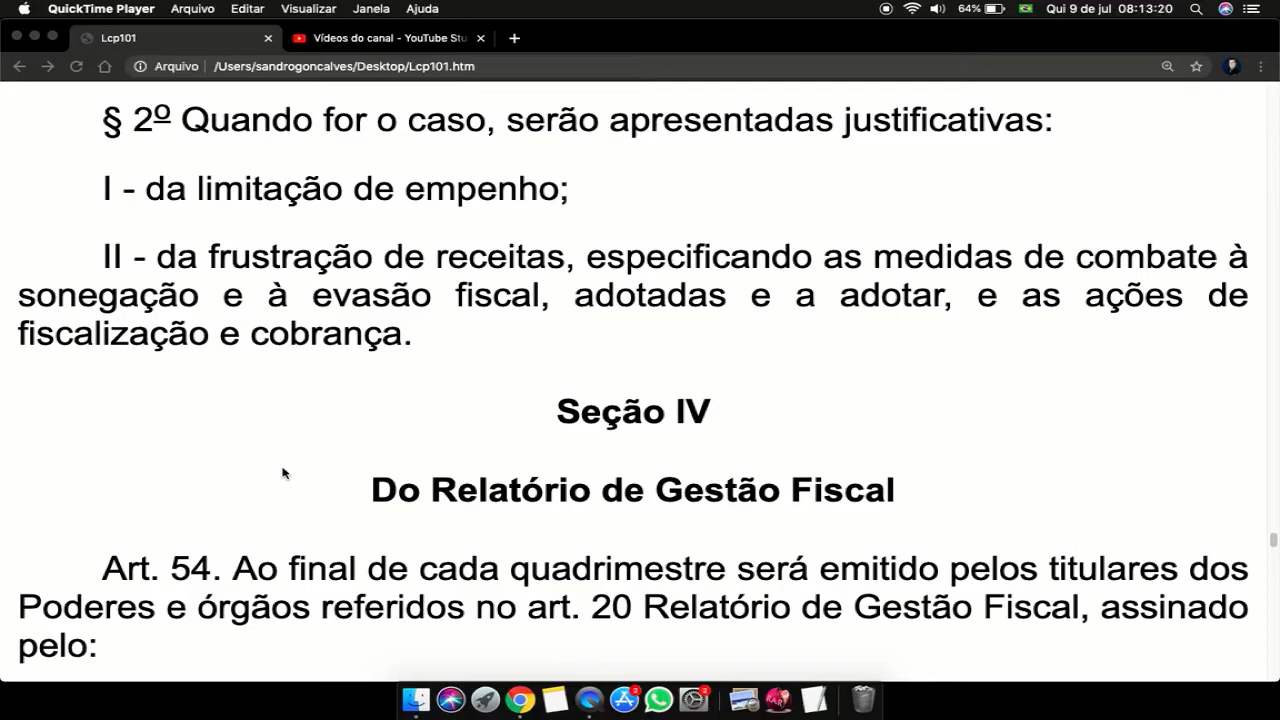 QuickTime Player Arquivo Editar Visualizar Janela Ajuda 64% Qui 9 de jul 08:13:20
Lcp101 Vídeos do canal - YouTube Stu
Arquivo /Users/sandrogoncalves/Desktop/Lcp101.htm
§ 2º Quando for o caso, serão apresentadas justificativas:
I - da limitação de empenho;
II - da frustração de receitas, especificando as medidas de combate à
sonegação e à evasão fiscal, adotadas e a adotar, e as ações de
fiscalização e cobrança.
Seção IV
Do Relatório de Gestão Fiscal
Art. 54. Ao final de cada quadrimestre será emitido pelos titulares dos
Poderes e órgãos referidos no art. 20 Relatório de Gestão Fiscal, assinado
pelo:
2 2